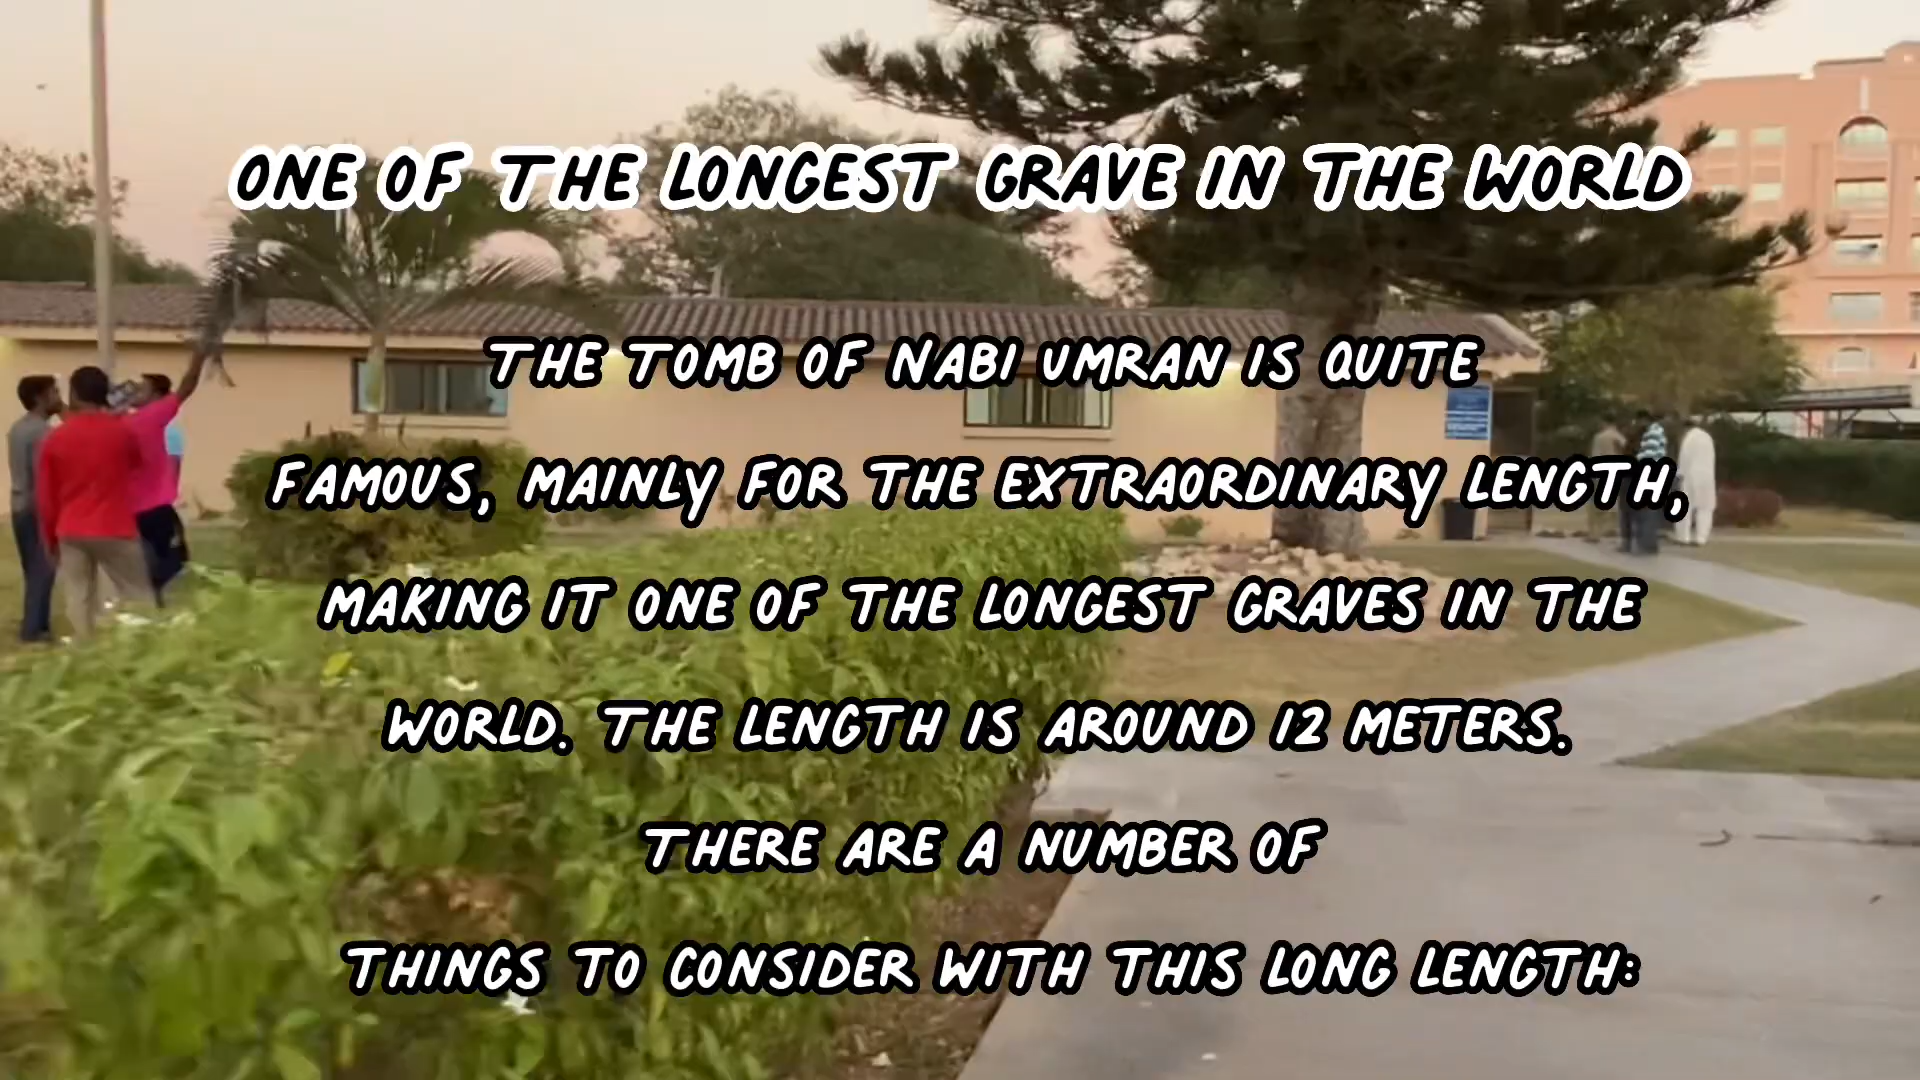 ONE OF THE LONGEST GRAVE IN THE WORLD
THE TOMB OF NABI UMRAN IS QUITE
FAMOUS, MAINLY FOR THE EXTRAORDINARY LENGTH,
MAKING IT ONE OF THE LONGEST GRAVES IN THE
WORLD. THE LENGTH IS AROUND 12 METERS.
THERE ARE A NUMBER OF
THINGS TO CONSIDER WITH THIS LONG LENGTH: